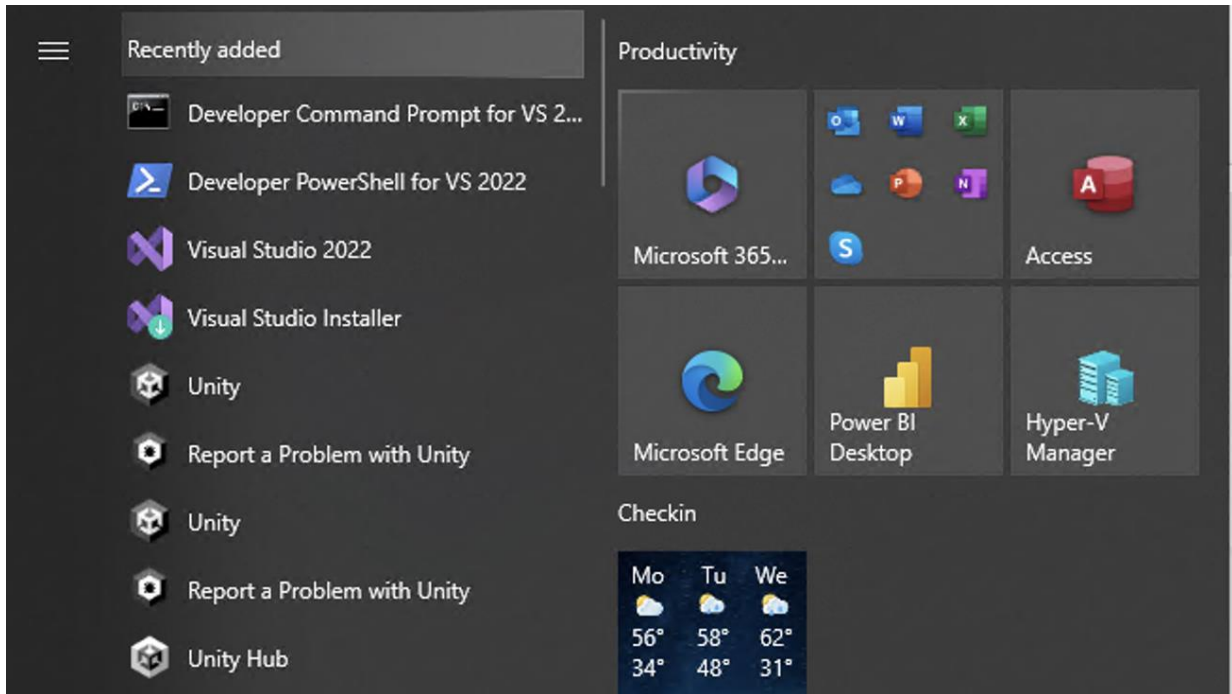 Recently added
Developer Command Prompt for VS 2...
Developer PowerShell for VS 2022
Visual Studio 2022
Visual Studio Installer
Unity
Report a Problem with Unity
Unity
Report a Problem with Unity
Unity Hub
Productivity
Microsoft 365...
Access
Microsoft Edge
Power BI
Desktop
Hyper-V
Manager
Checkin
Mo Tu We
56° 58° 62°
34° 48° 31°